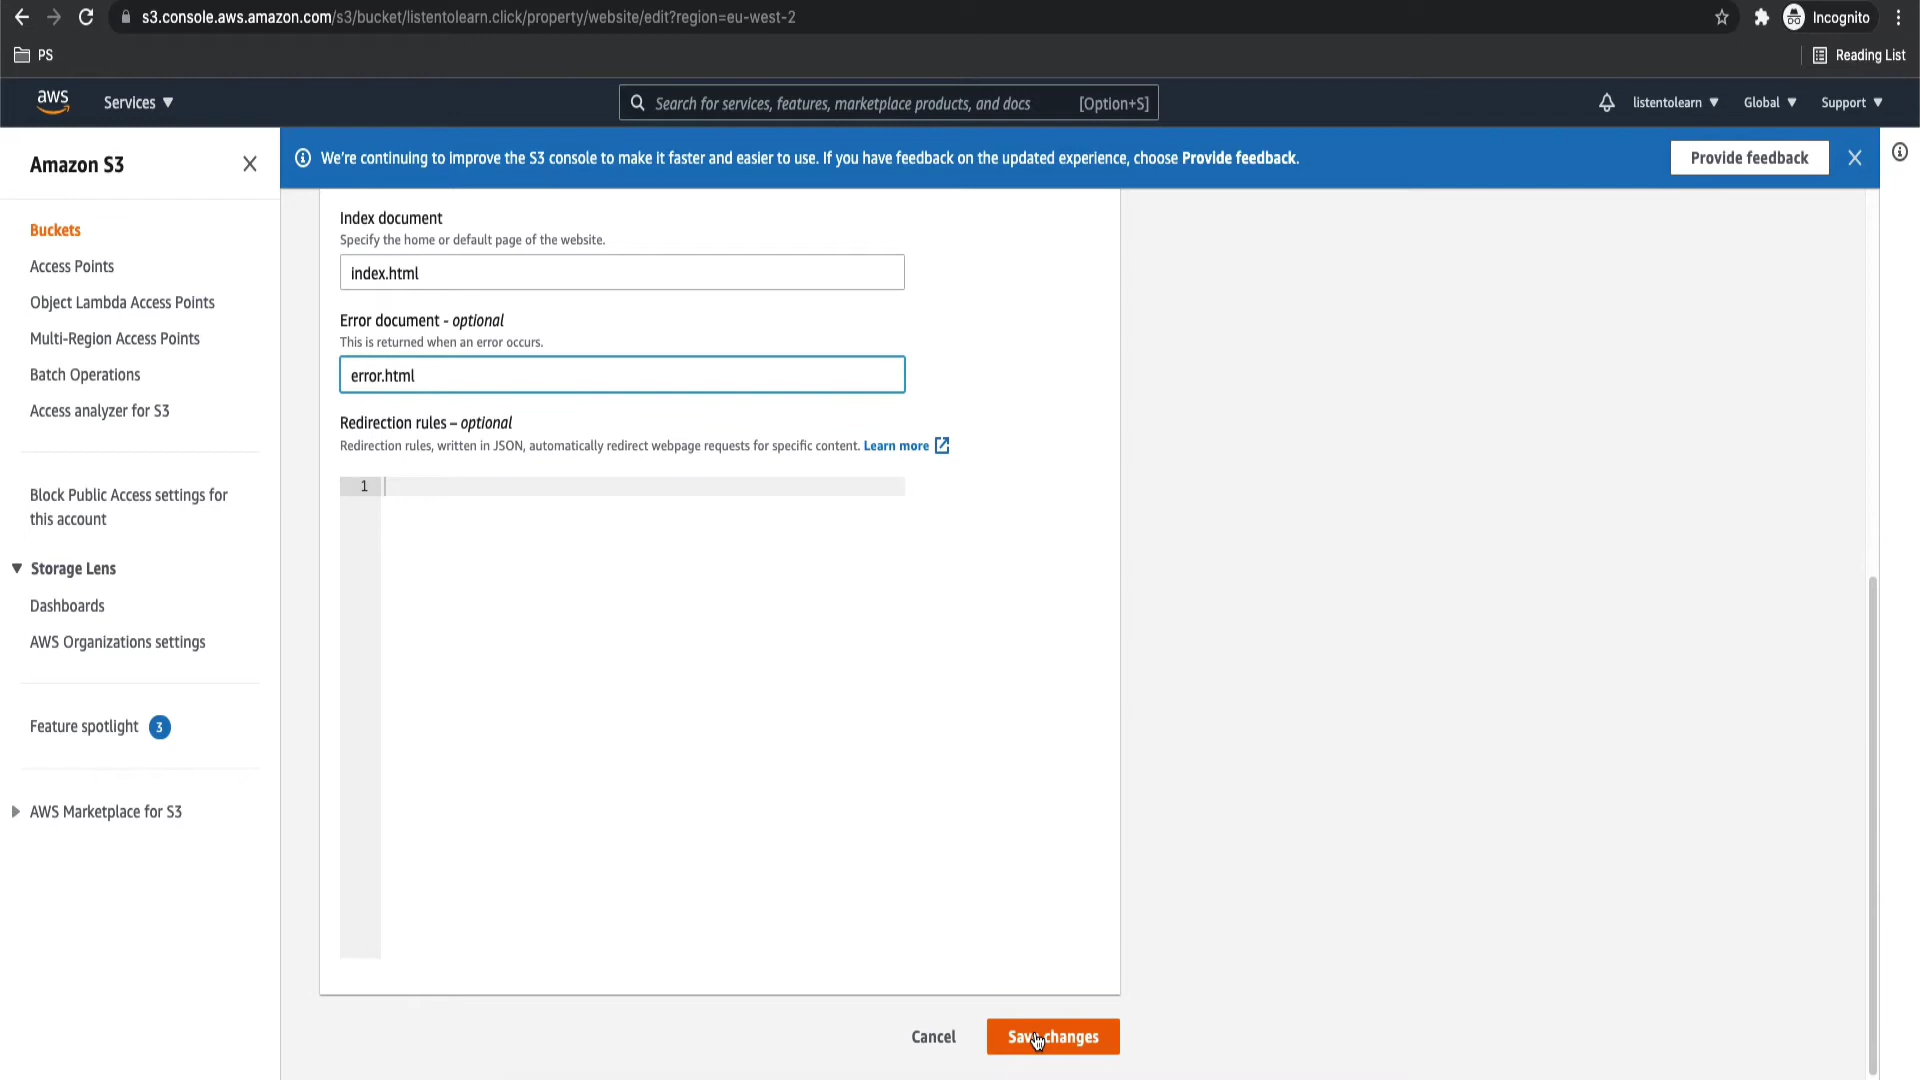 s3.console.aws.amazon.com/s3/bucket/listentolearn.click/property/website/edit?region=eu-west-2
Incognito
PS
Reading List
aws
Services
Search for services, features, marketplace products, and docs
[Option+S]
listentolearn
Global
Support
Amazon S3
We're continuing to improve the S3 console to make it faster and easier to use. If you have feedback on the updated experience, choose Provide feedback.
Provide feedback
Buckets
Access Points
Object Lambda Access Points
Multi-Region Access Points
Batch Operations
Access analyzer for S3
Block Public Access settings for
this account
Storage Lens
Dashboards
AWS Organizations settings
Feature spotlight 3
AWS Marketplace for S3
Index document
Specify the home or default page of the website.
index.html
Error document - optional
This is returned when an error occurs.
error.html
Redirection rules – optional
Redirection rules, written in JSON, automatically redirect webpage requests for specific content. Learn more
1
Cancel
Save changes